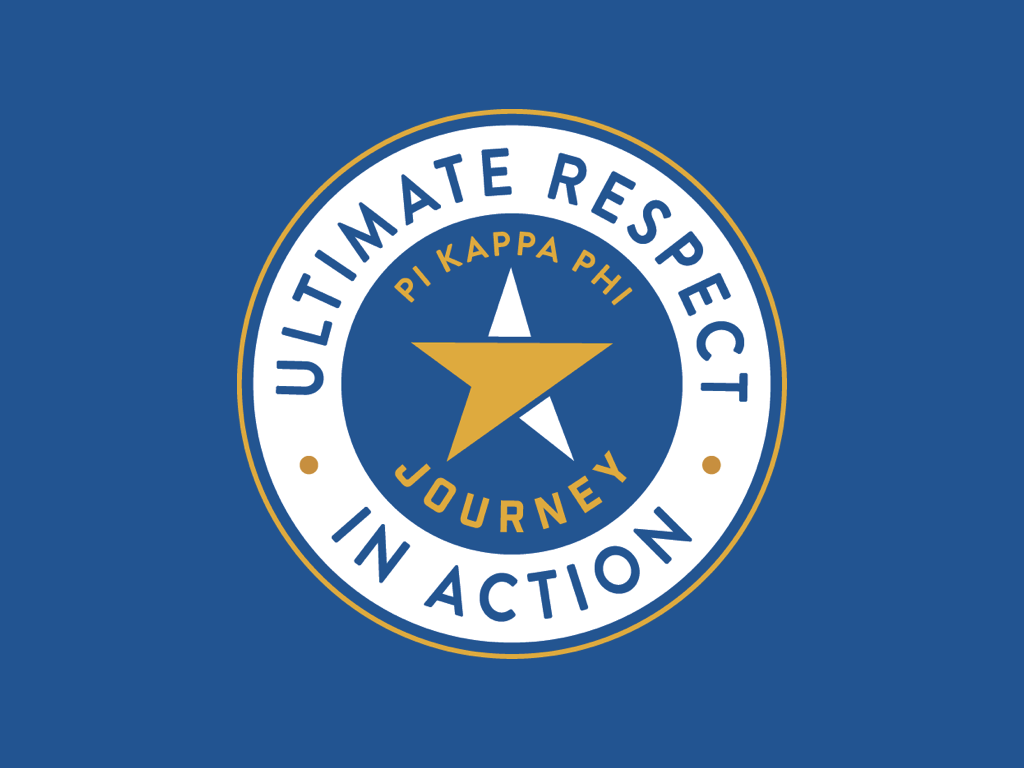 ULTIMATE RESPECT
PI KAPPA PHI
JOURNEY
IN ACTION